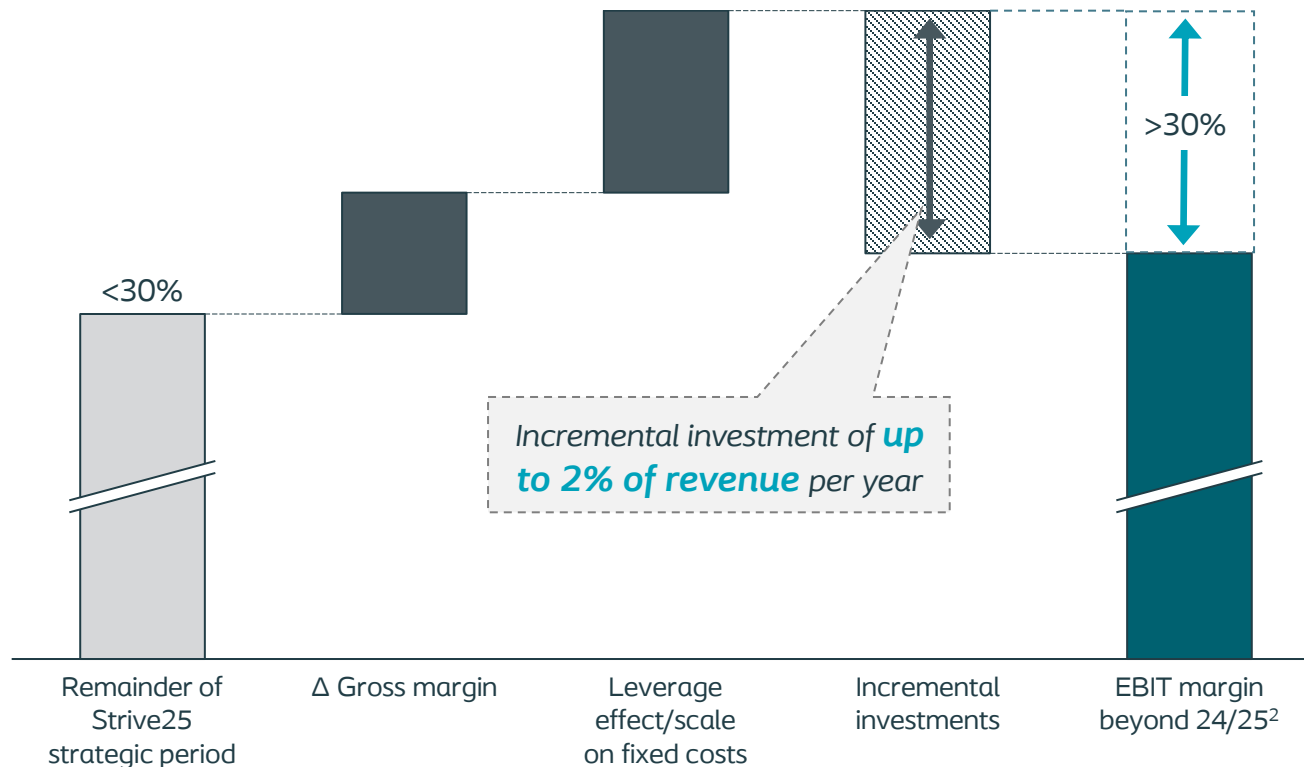 >30%
<30%
Incremental investment of up
to 2% of revenue per year
Remainder of
Strive25
strategic period
Δ Gross margin
Leverage
effect/scale
on fixed costs
Incremental
investments
EBIT margin
beyond 24/25²